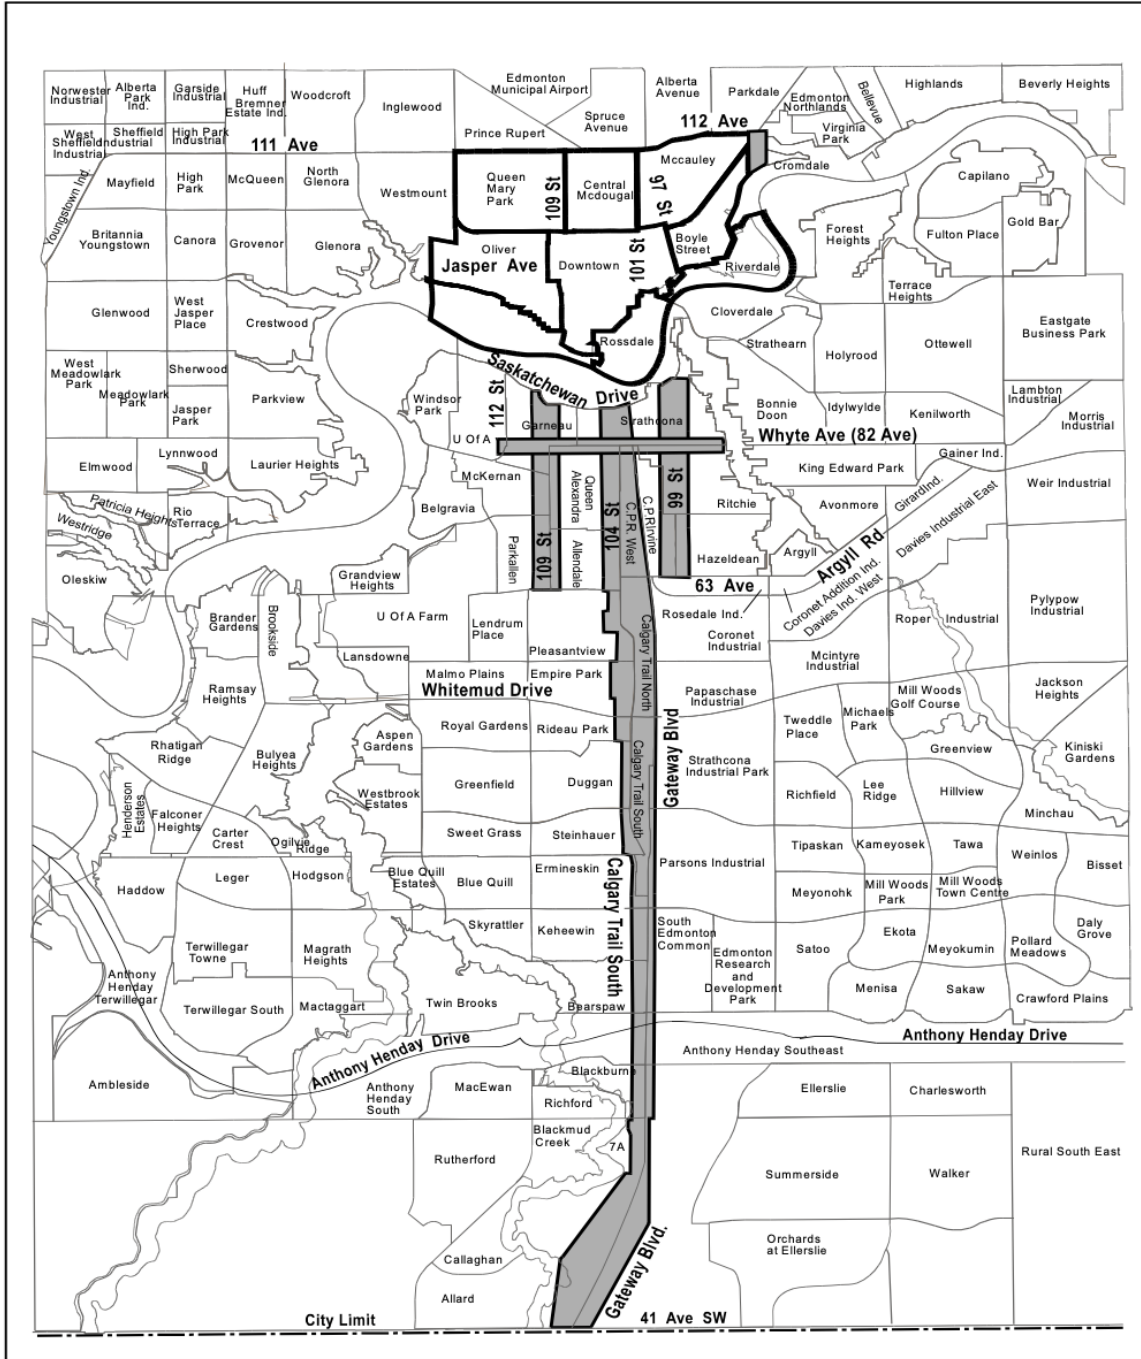 Norwester
Industrial
Alberta
Park
Ind.
Garside
Industrial
Huff
Bremner
Estate Ind.
Woodcroft
Inglewood
Edmonton
Municipal Airport
Spruce
Avenue
Alberta
Avenue
Parkdale
Edmonton
Northlands
Bellevue
Highlands
Beverly Heights
Virginia
Park
West
Sheffield
Industrial
Sheffield
Industrial
High Park
Industrial
111 Ave
Prince Rupert
112 Ave
Cromdale
Youngstown Ind.
Mayfield
High
Park
McQueen
North
Glenora
Westmount
Queen
Mary
Park
109 St
Central
Mcdougall
Mccauley
97 St
Capilano
Gold Bar
Fulton Place
Forest
Heights
Terrace
Heights
Britannia
Youngstown
Canora
Grovenor
Glenora
Oliver
Jasper Ave
Downtown
101 St
Boyle
Street
Riverdale
Glenwood
West
Jasper
Place
Crestwood
Rossdale
Cloverdale
Strathearn
Holyrood
Ottewell
Eastgate
Business Park
West
Meadowlark
Park
Meadowlark
Park
Sherwood
Jasper
Park
Parkview
Windsor
Park
112 St
Saskatchewan Drive
Garneau
Strathcona
Bonnie
Doon
Idylwylde
Kenilworth
Lambton
Industrial
Morris
Industrial
U Of A
Whyte Ave (82 Ave)
Elmwood
Lynnwood
Laurier Heights
McKernan
Queen
Alexandra
104 St
C.P.R. West
C.P.R Irvine
99 St
King Edward Park
Gainer Ind.
Girard Ind.
Weir Industrial
Patricia Heights
Westridge
Rio
Terrace
Belgravia
Ritchie
Avonmore
Davies Industrial East
Oleskiw
Parkallen
109 St
Allendale
Hazeldean
Argyll
Argyll Rd
Grandview
Heights
63 Ave
Coronet Addition Ind.
Davies Ind. West
Pylypow
Industrial
Brander
Gardens
Brookside
U Of A Farm
Lendrum
Place
Rosedale Ind.
Coronet
Industrial
Roper Industrial
Lansdowne
Pleasantview
Calgary Trail North
Mcintyre
Industrial
Malmo Plains
Empire Park
Whitemud Drive
Ramsay
Heights
Papaschase
Industrial
Mill Woods
Golf Course
Jackson
Heights
Royal Gardens
Rideau Park
Gateway Blvd
Tweddle
Place
Michaels
Park
Rhatigan
Ridge
Bulyea
Heights
Aspen
Gardens
Calgary Trail South
Strathcona
Industrial Park
Greenview
Kiniski
Gardens
Henderson
Estates
Falconer
Heights
Westbrook
Estates
Greenfield
Duggan
Richfield
Lee
Ridge
Hillview
Minchau
Carter
Crest
Ogilvie
Ridge
Sweet Grass
Steinhauer
Tipaskan
Kameyosek
Tawa
Weinlos
Bisset
Haddow
Leger
Hodgson
Blue Quill
Estates
Blue Quill
Ermineskin
Calgary Trail South
Parsons Industrial
Meyonohk
Mill Woods
Park
Mill Woods
Town Centre
Skyrattler
Keheewin
South
Edmonton
Common
Ekota
Daly
Grove
Terwillegar
Towne
Magrath
Heights
Edmonton
Research
and
Development
Park
Satoo
Meyokumin
Pollard
Meadows
Anthony
Henday
Terwillegar
Terwillegar South
Mactaggart
Twin Brooks
Bearspaw
Menisa
Sakaw
Crawford Plains
Anthony Henday Drive
Anthony Henday Drive
Anthony Henday Southeast
Ambleside
Anthony
Henday
South
MacEwan
Blackburn
Richford
Ellerslie
Charlesworth
Blackmud
Creek
7A
Rutherford
Summerside
Walker
Rural South East
Callaghan
Gateway Blvd.
Orchards
at Ellerslie
Allard
City Limit
41 Ave SW